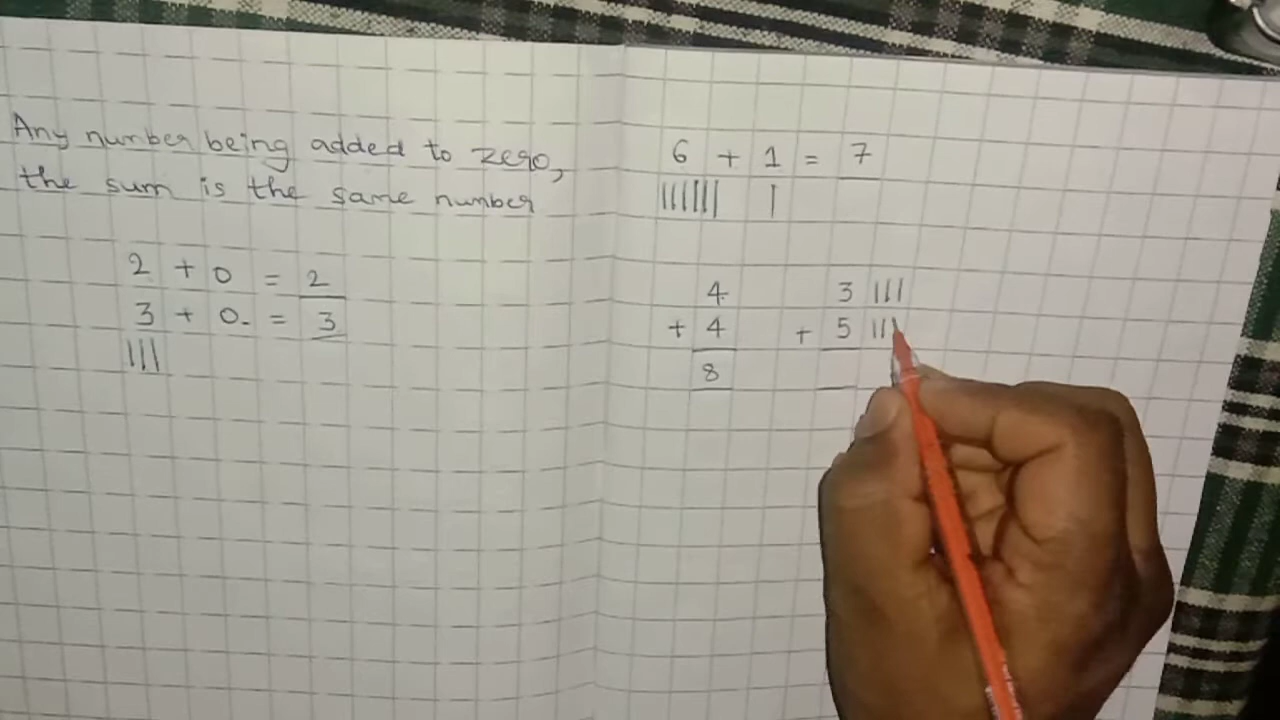 Any number being added to zero,
the sum is the same number
2 + 0 = 2
3 + 0. = 3
|||
6 + 1 = 7
|||||| |
4
+ 4
8
3 |||
+ 5 |||